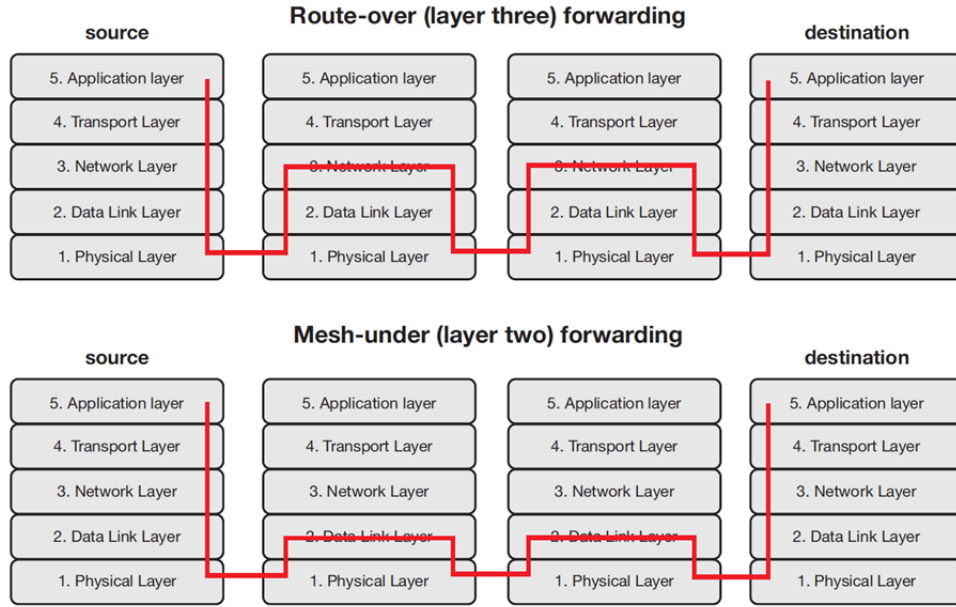 Route-over (layer three) forwarding
source
destination
5. Application layer
5. Application layer
5. Application layer
5. Application layer
4. Transport Layer
4. Transport Layer
4. Transport Layer
4. Transport Layer
3. Network Layer
3. Network Layer
3. Network Layer
3. Network Layer
2. Data Link Layer
2. Data Link Layer
2. Data Link Layer
2. Data Link Layer
1. Physical Layer
1. Physical Layer
1. Physical Layer
1. Physical Layer
Mesh-under (layer two) forwarding
source
destination
5. Application layer
5. Application layer
5. Application layer
5. Application layer
4. Transport Layer
4. Transport Layer
4. Transport Layer
4. Transport Layer
3. Network Layer
3. Network Layer
3. Network Layer
3. Network Layer
2. Data Link Layer
2. Data Link Layer
2. Data Link Layer
2. Data Link Layer
1. Physical Layer
1. Physical Layer
1. Physical Layer
1. Physical Layer